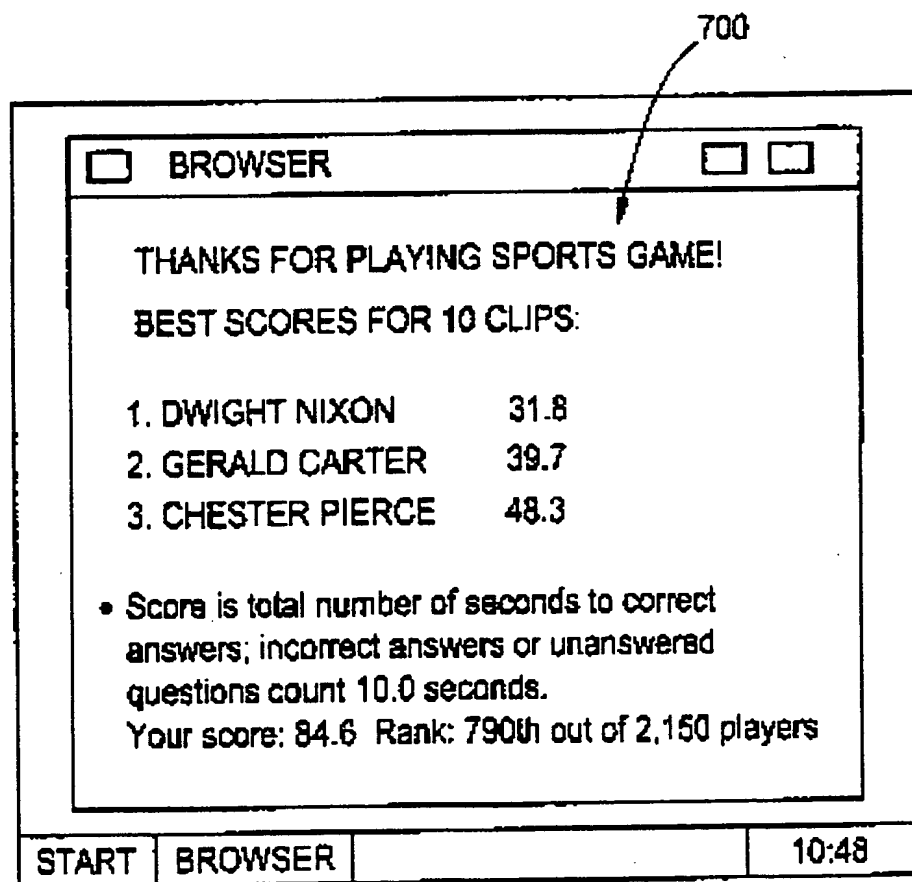 700
BROWSER
THANKS FOR PLAYING SPORTS GAME!
BEST SCORES FOR 10 CLIPS:
1. DWIGHT NIXON 31.8
2. GERALD CARTER 39.7
3. CHESTER PIERCE 48.3
• Score is total number of seconds to correct
answers; incorrect answers or unanswered
questions count 10.0 seconds.
Your score: 84.6 Rank: 790th out of 2,150 players
START BROWSER 10:48